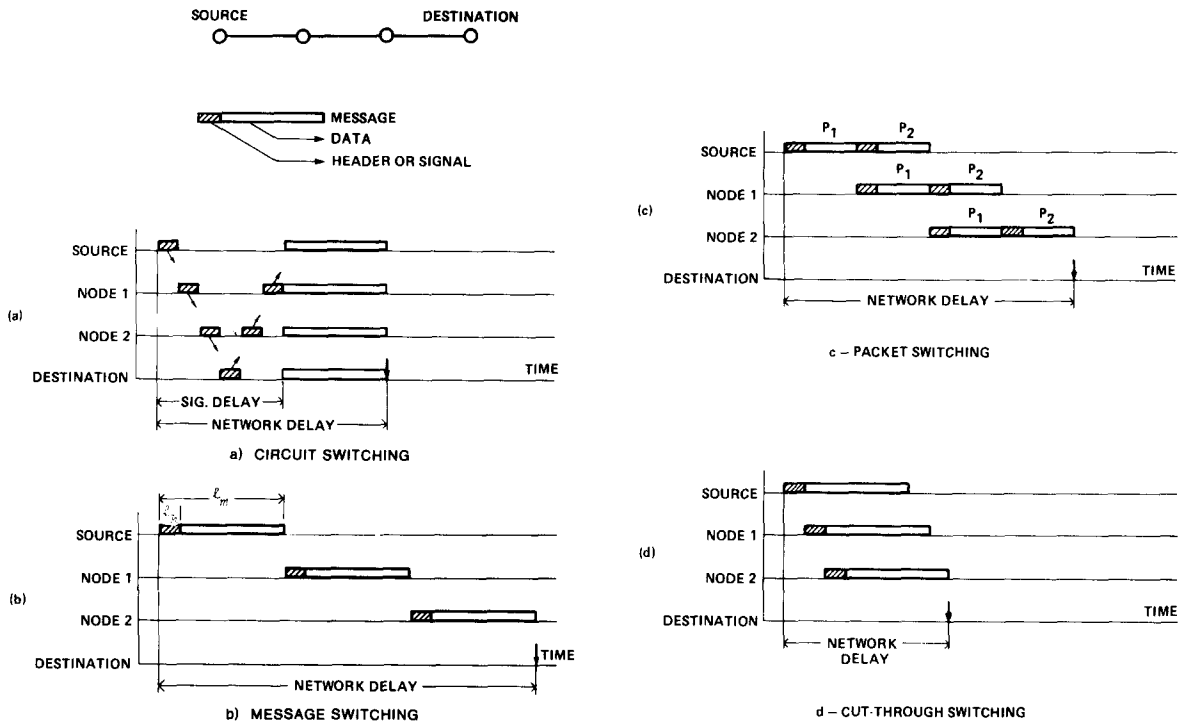 SOURCE DESTINATION
MESSAGE
DATA
HEADER OR SIGNAL
(a)
SOURCE
NODE 1
NODE 2
DESTINATION
TIME
SIG. DELAY
NETWORK DELAY
a) CIRCUIT SWITCHING
(b)
ℓm
SOURCE
NODE 1
NODE 2
DESTINATION
TIME
NETWORK DELAY
b) MESSAGE SWITCHING
(c)
P1 P2
SOURCE
P1 P2
NODE 1
P1 P2
NODE 2
DESTINATION
TIME
NETWORK DELAY
c – PACKET SWITCHING
(d)
SOURCE
NODE 1
NODE 2
DESTINATION
TIME
NETWORK
DELAY
d – CUT-THROUGH SWITCHING